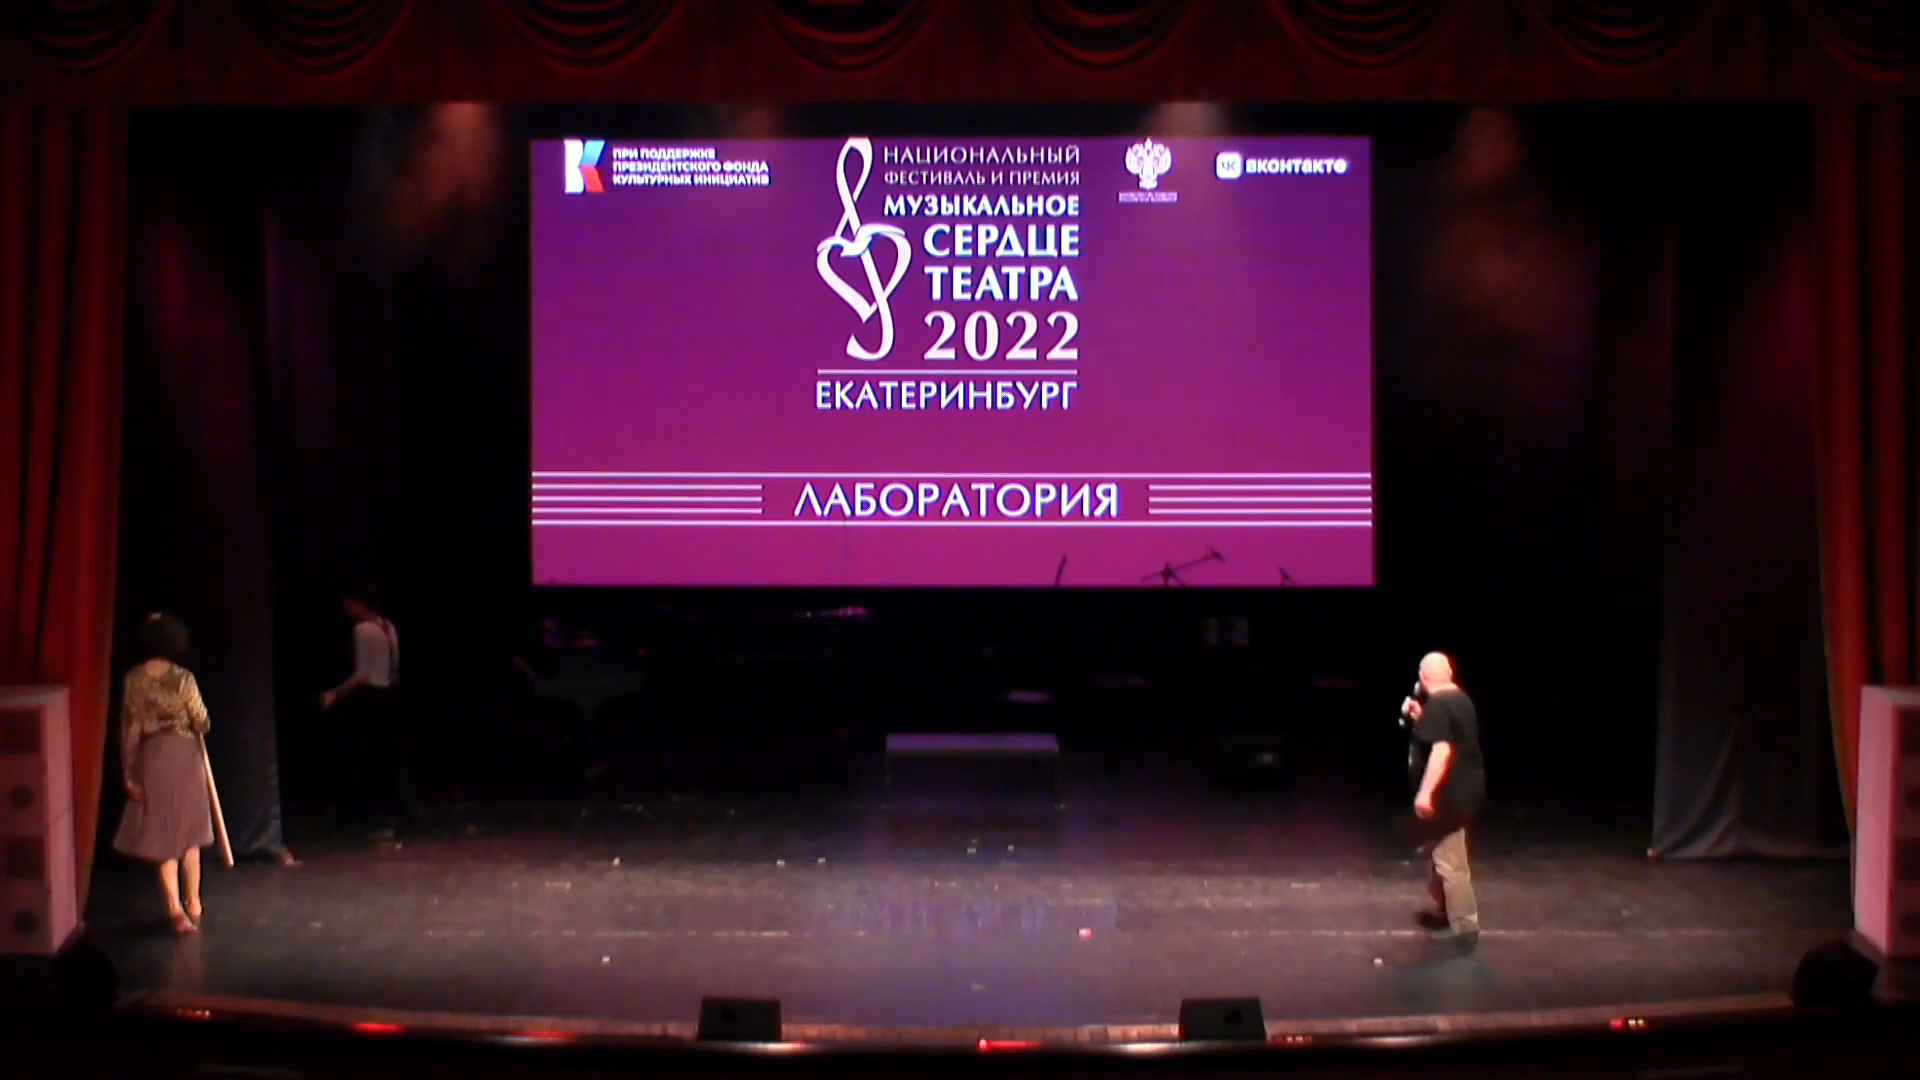 ПРИ ПОДДЕРЖКЕ
ПРЕЗИДЕНТСКОГО ФОНДА
КУЛЬТУРНЫХ ИНИЦИАТИВ
НАЦИОНАЛЬНЫЙ
ФЕСТИВАЛЬ И ПРЕМИЯ
МУЗЫКАЛЬНОЕ
СЕРДЦЕ
ТЕАТРА
2022
ЕКАТЕРИНБУРГ
вконтакте
ЛАБОРАТОРИЯ